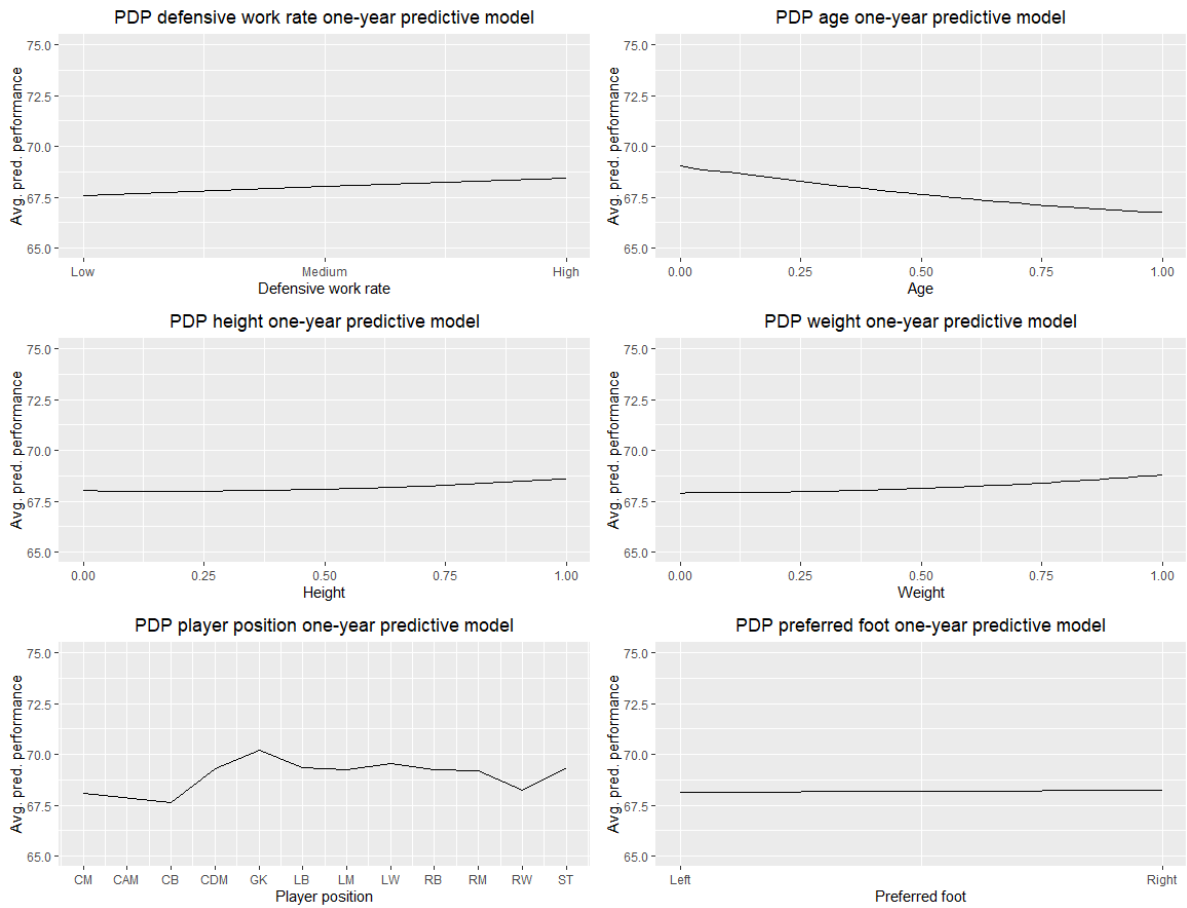 PDP defensive work rate one-year predictive model
Avg. pred. performance
75.0
72.5
70.0
67.5
65.0
Low Medium High
Defensive work rate
PDP age one-year predictive model
Avg. pred. performance
75.0
72.5
70.0
67.5
65.0
0.00 0.25 0.50 0.75 1.00
Age
PDP height one-year predictive model
Avg. pred. performance
75.0
72.5
70.0
67.5
65.0
0.00 0.25 0.50 0.75 1.00
Height
PDP weight one-year predictive model
Avg. pred. performance
75.0
72.5
70.0
67.5
65.0
0.00 0.25 0.50 0.75 1.00
Weight
PDP player position one-year predictive model
Avg. pred. performance
75.0
72.5
70.0
67.5
65.0
CM CAM CB CDM GK LB LM LW RB RM RW ST
Player position
PDP preferred foot one-year predictive model
Avg. pred. performance
75.0
72.5
70.0
67.5
65.0
Left Right
Preferred foot